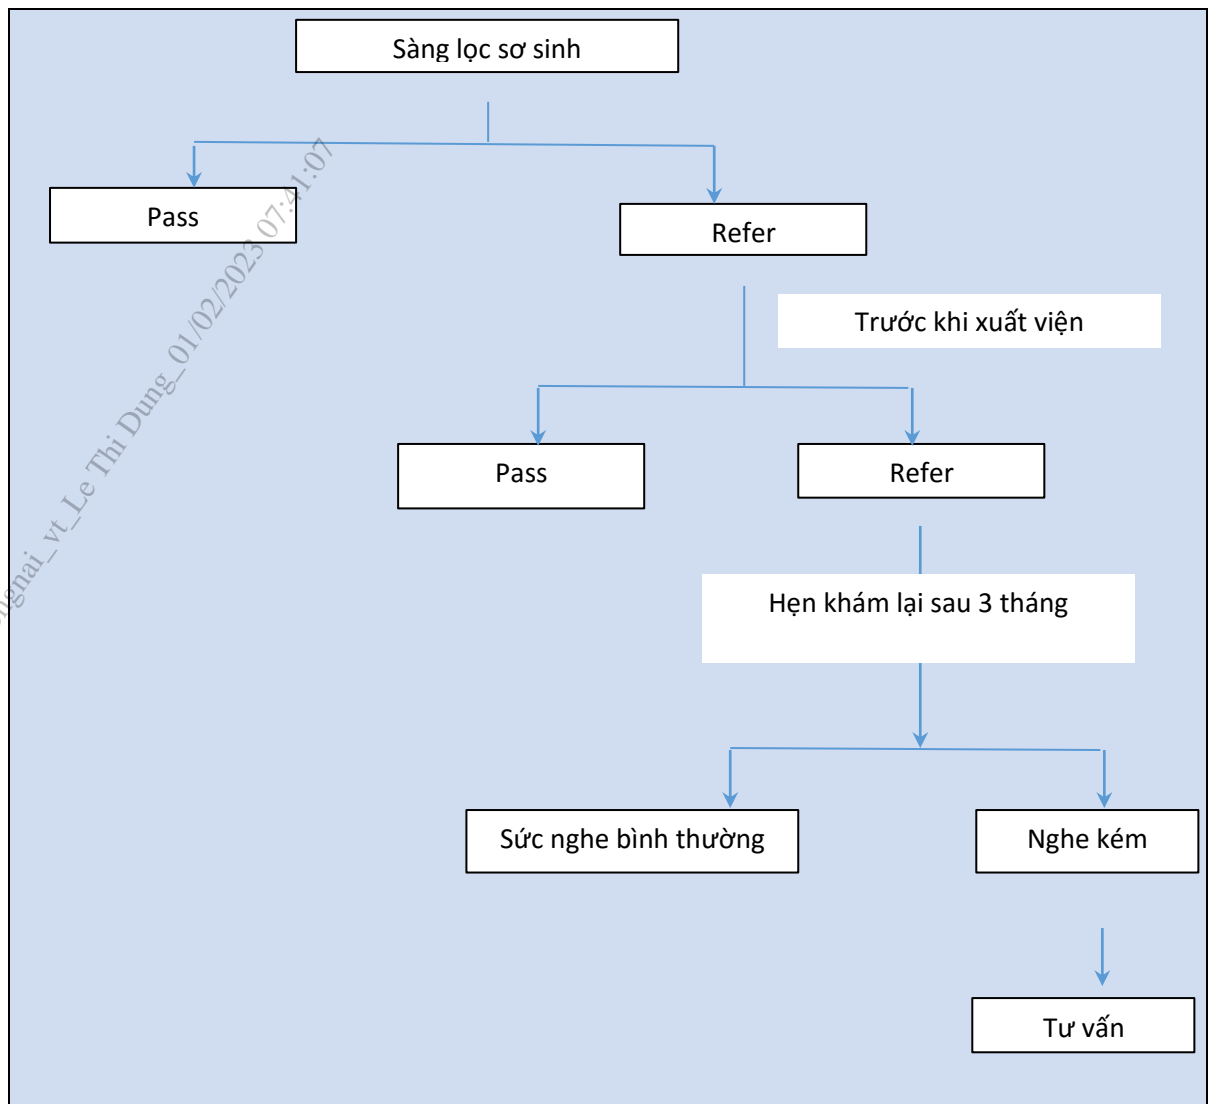 Sàng lọc sơ sinh
Pass
Refer
Trước khi xuất viện
Pass
Refer
Hẹn khám lại sau 3 tháng
Sức nghe bình thường
Nghe kém
Tư vấn
ngnai_vt_Le Thi Dung_01/02/2023 07:41:07